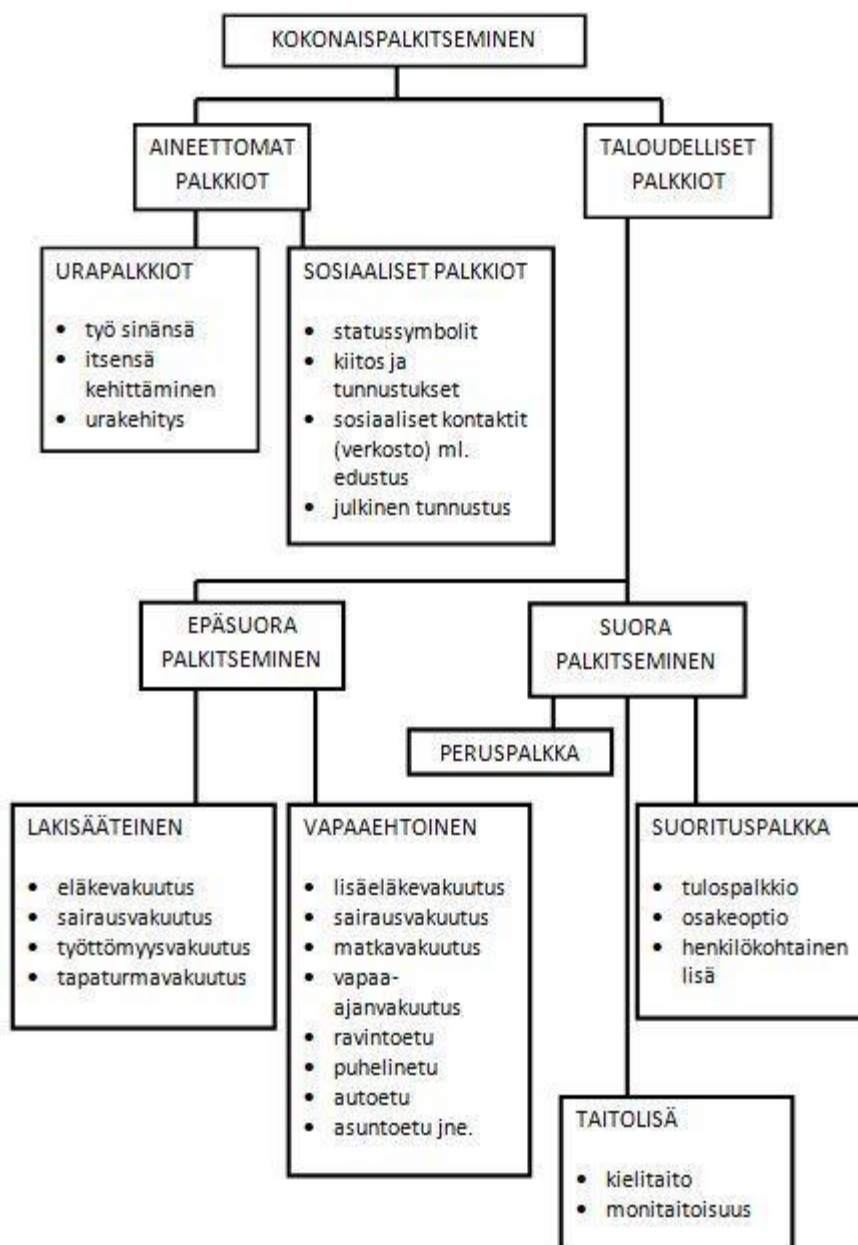 KOKONAISPALKITSEMINEN
AINEETTOMAT
PALKKIOT
TALOUDELLISET
PALKKIOT
URAPALKKIOT
• työ sinänsä
• itsensä
kehittäminen
• urakehitys
SOSIAALISET PALKKIOT
• statussymbolit
• kiitos ja
tunnustukset
• sosiaaliset kontaktit
(verkosto) ml.
edustus
• julkinen tunnustus
EPÄSUORA
PALKITSEMINEN
SUORA
PALKITSEMINEN
PERUSPALKKA
LAKISÄÄTEINEN
• eläkevakuutus
• sairausvakuutus
• työttömyysvakuutus
• tapaturmavakuutus
VAPAAEHTOINEN
• lisäeläkevakuutus
• sairausvakuutus
• matkavakuutus
• vapaa-
ajanvakuutus
• ravintoetu
• puhelinetu
• autoetu
• asuntoetu jne.
SUORITUSPALKKA
• tulospalkkio
• osakeoptio
• henkilökohtainen
lisä
TAITOLISÄ
• kielitaito
• monitaitoisuus